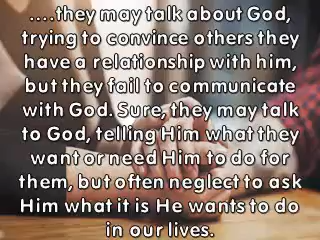 ....they may talk about God,
trying to convince others they
have a relationship with him,
but they fail to communicate
with God. Sure, they may talk
to God, telling Him what they
want or need Him to do for
them, but often neglect to ask
Him what it is He wants to do
in our lives.